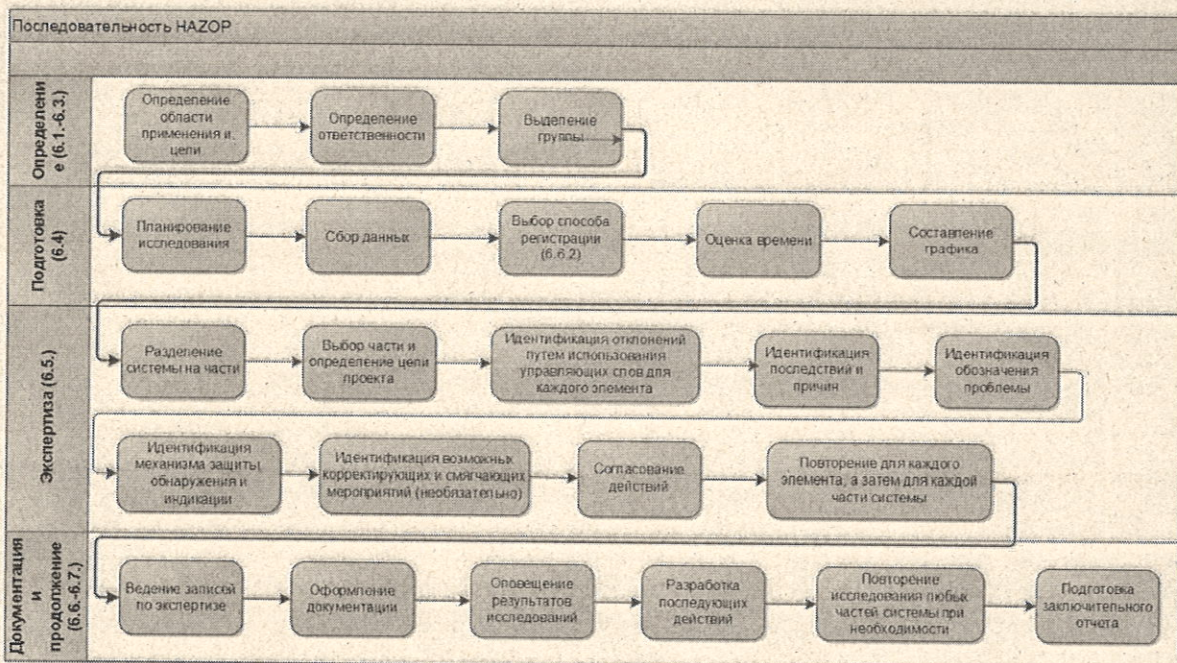 Последовательность HAZOP
Определени
е (6.1.-6.3.)
Определение
области
применения и
цели
Определение
ответственности
Выделение
группы
Подготовка
(6.4)
Планирование
исследования
Сбор данных
Выбор способа
регистрации
(6.6.2)
Оценка времени
Составление
графика
Экспертиза (6.5.)
Разделение
системы на части
Выбор части и
определение цели
проекта
Идентификация отклонений
путем использования
управляющих слов для
каждого элемента
Идентификация
последствий и
причин
Идентификация
обозначения
проблемы
Идентификация
механизма защиты,
обнаружения и
индикации
Идентификация возможных
корректирующих и смягчающих
мероприятий (необязательно)
Согласование
действий
Повторение для каждого
элемента, а затем для каждой
части системы
Документация
и
продолжение
(6.6.-6.7.)
Ведение записей
по экспертизе
Оформление
документации
Оповещение
результатов
исследований
Разработка
последующих
действий
Повторение
исследования любых
частей системы при
необходимости
Подготовка
заключительного
отчета